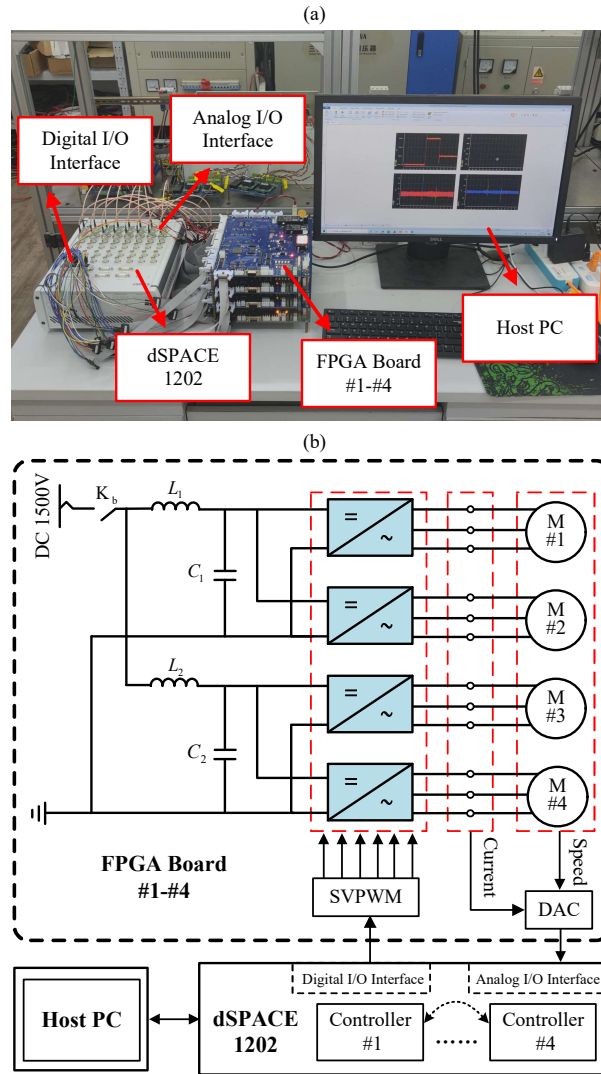 (a)
Analog I/O
Interface
Digital I/O
Interface
DELL
dSPACE
1202
FPGA Board
#1-#4
Host PC
(b)
DC 1500V
K_b
L_1
C_1
=
~
M
#1
=
~
M
#2
L_2
C_2
=
~
M
#3
=
~
M
#4
FPGA Board
#1-#4
SVPWM
Current
Speed
DAC
Digital I/O Interface
Analog I/O Interface
Host PC
dSPACE
1202
Controller
#1
······
Controller
#4